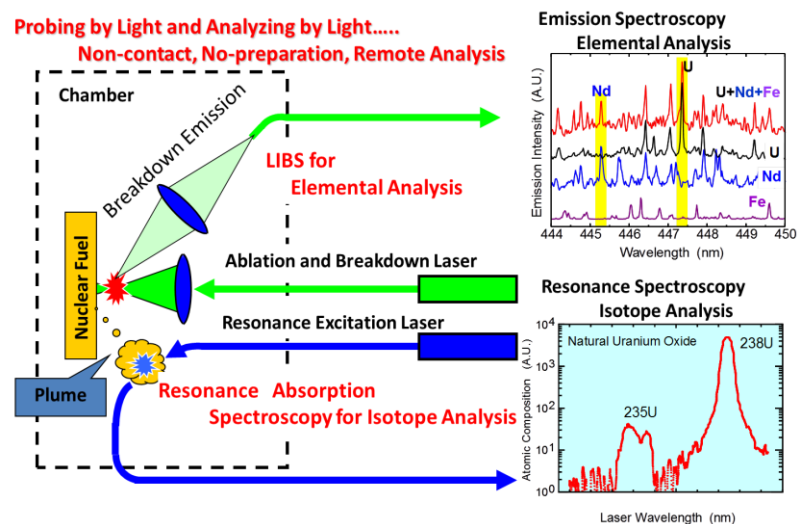 Probing by Light and Analyzing by Light.....
Non-contact, No-preparation, Remote Analysis
Chamber
Breakdown Emission
LIBS for
Elemental Analysis
Nuclear Fuel
Ablation and Breakdown Laser
Resonance Excitation Laser
Plume
Resonance Absorption
Spectroscopy for Isotope Analysis
Emission Spectroscopy
Elemental Analysis
Emission Intensity (A.U.)
U
Nd
U+Nd+Fe
U
Nd
Fe
444 445 446 447 448 449 450
Wavelength (nm)
Resonance Spectroscopy
Isotope Analysis
Atomic Composition (A.U.)
10⁴
10³
10²
10¹
10⁰
Natural Uranium Oxide
238U
235U
Laser Wavelength (nm)